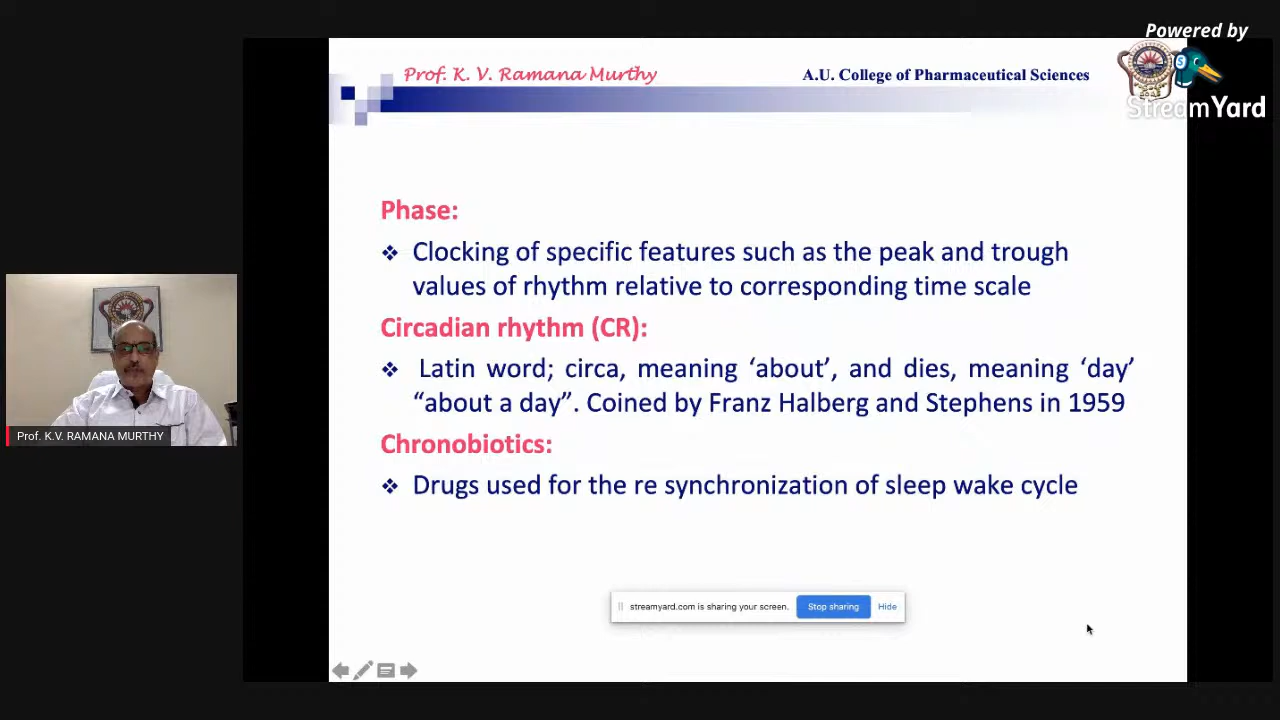 Powered by
StreamYard
Prof. K. V. Ramana Murthy
A.U. College of Pharmaceutical Sciences
Phase:
❖ Clocking of specific features such as the peak and trough
values of rhythm relative to corresponding time scale
Circadian rhythm (CR):
❖ Latin word; circa, meaning ‘about’, and dies, meaning ‘day’
“about a day”. Coined by Franz Halberg and Stephens in 1959
Chronobiotics:
❖ Drugs used for the re synchronization of sleep wake cycle
Prof. K.V. RAMANA MURTHY
streamyard.com is sharing your screen. Stop sharing Hide